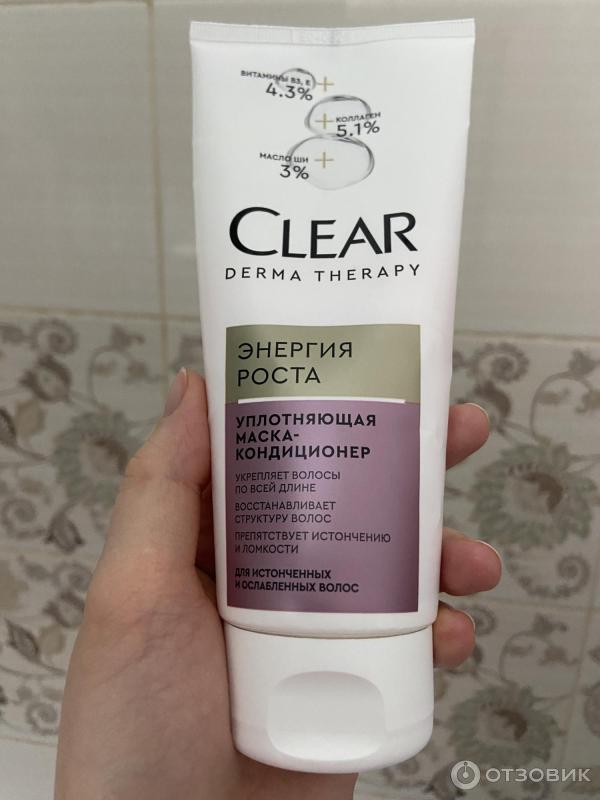 ВИТАМИНЫ B3, E
4.3%
КОЛЛАГЕН
5.1%
МАСЛО ШИ
3%
CLEAR
DERMA THERAPY
ЭНЕРГИЯ
РОСТА
УПЛОТНЯЮЩАЯ
МАСКА-
КОНДИЦИОНЕР
УКРЕПЛЯЕТ ВОЛОСЫ
ПО ВСЕЙ ДЛИНЕ
ВОССТАНАВЛИВАЕТ
СТРУКТУРУ ВОЛОС
ПРЕПЯТСТВУЕТ ИСТОНЧЕНИЮ
И ЛОМКОСТИ
ДЛЯ ИСТОНЧЕННЫХ
И ОСЛАБЛЕННЫХ ВОЛОС
ОТЗОВИК